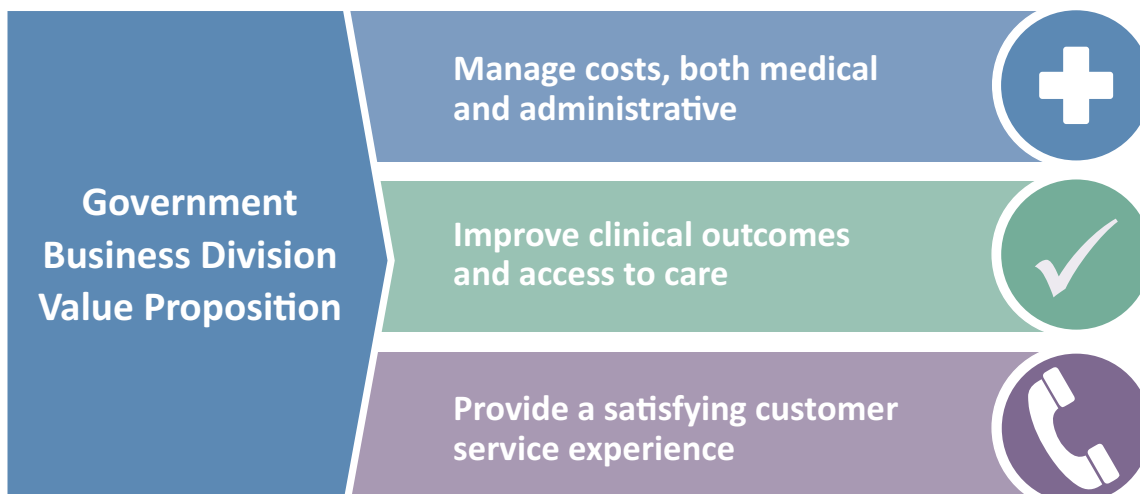 Government
Business Division
Value Proposition
Manage costs, both medical
and administrative
Improve clinical outcomes
and access to care
Provide a satisfying customer
service experience